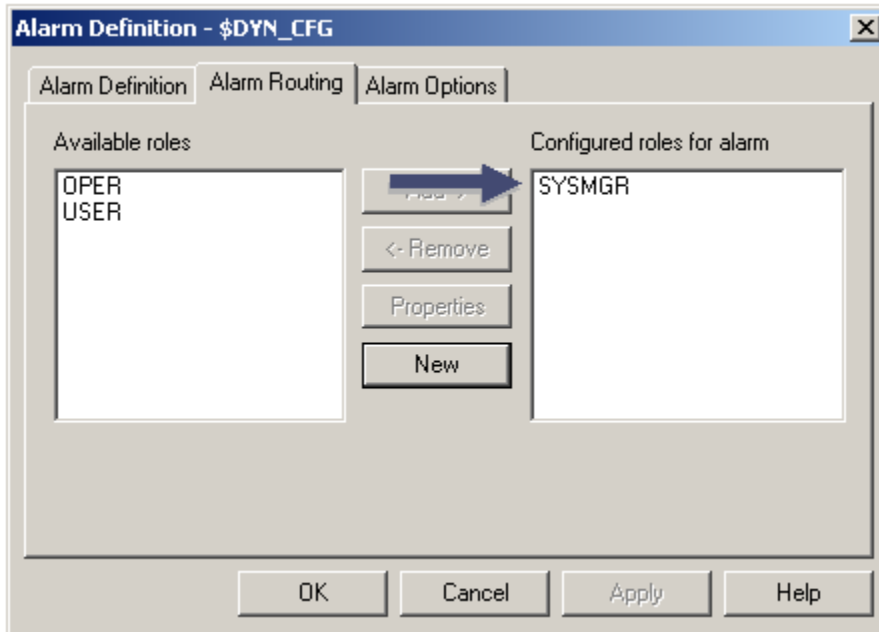 Alarm Definition - $DYN_CFG
Alarm Definition
Alarm Routing
Alarm Options
Available roles
Configured roles for alarm
OPER
USER
SYSMGR
<- Remove
Properties
New
OK
Cancel
Apply
Help